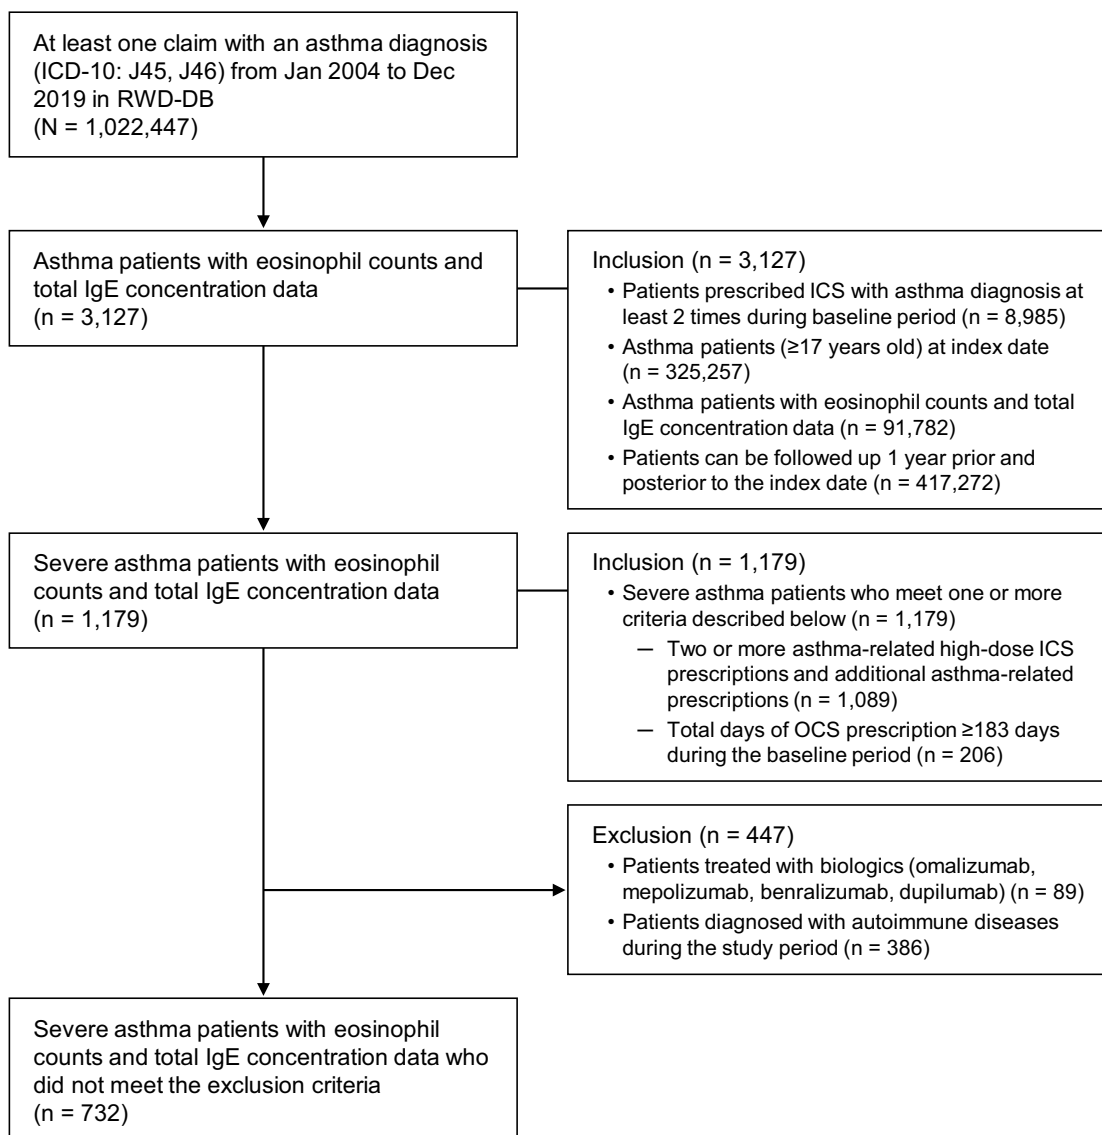 At least one claim with an asthma diagnosis
(ICD-10: J45, J46) from Jan 2004 to Dec
2019 in RWD-DB
(N = 1,022,447)
Asthma patients with eosinophil counts and
total IgE concentration data
(n = 3,127)
Inclusion (n = 3,127)
• Patients prescribed ICS with asthma diagnosis at
least 2 times during baseline period (n = 8,985)
• Asthma patients (≥17 years old) at index date
(n = 325,257)
• Asthma patients with eosinophil counts and total
IgE concentration data (n = 91,782)
• Patients can be followed up 1 year prior and
posterior to the index date (n = 417,272)
Severe asthma patients with eosinophil
counts and total IgE concentration data
(n = 1,179)
Inclusion (n = 1,179)
• Severe asthma patients who meet one or more
criteria described below (n = 1,179)
— Two or more asthma-related high-dose ICS
prescriptions and additional asthma-related
prescriptions (n = 1,089)
— Total days of OCS prescription ≥183 days
during the baseline period (n = 206)
Exclusion (n = 447)
• Patients treated with biologics (omalizumab,
mepolizumab, benralizumab, dupilumab) (n = 89)
• Patients diagnosed with autoimmune diseases
during the study period (n = 386)
Severe asthma patients with eosinophil
counts and total IgE concentration data who
did not meet the exclusion criteria
(n = 732)